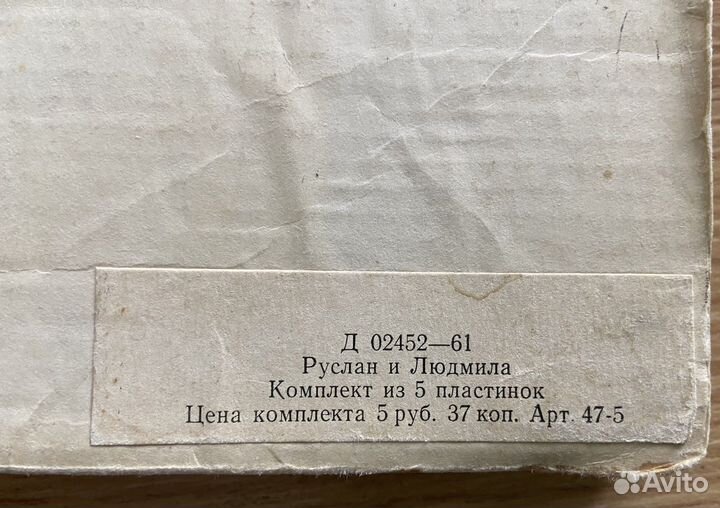 Д 02452—61
Руслан и Людмила
Комплект из 5 пластинок
Цена комплекта 5 руб. 37 коп. Арт. 47-5
Avito